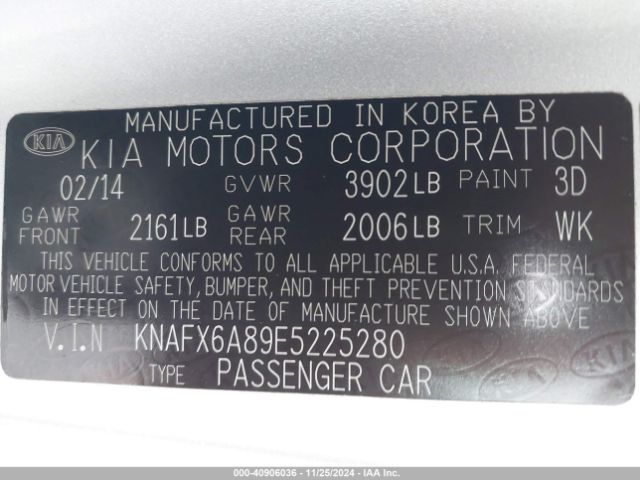 MANUFACTURED IN KOREA BY
KIA KIA MOTORS CORPORATION
02/14 GVWR 3902LB PAINT 3D
GAWR FRONT 2161LB GAWR REAR 2006LB TRIM WK
THIS VEHICLE CONFORMS TO ALL APPLICABLE U.S.A. FEDERAL
MOTOR VEHICLE SAFETY, BUMPER, AND THEFT PREVENTION STANDARDS
IN EFFECT ON THE DATE OF MANUFACTURE SHOWN ABOVE.
V.I.N KNAFX6A89E5225280
TYPE PASSENGER CAR
000-40906036 - 11/25/2024 - IAA Inc.